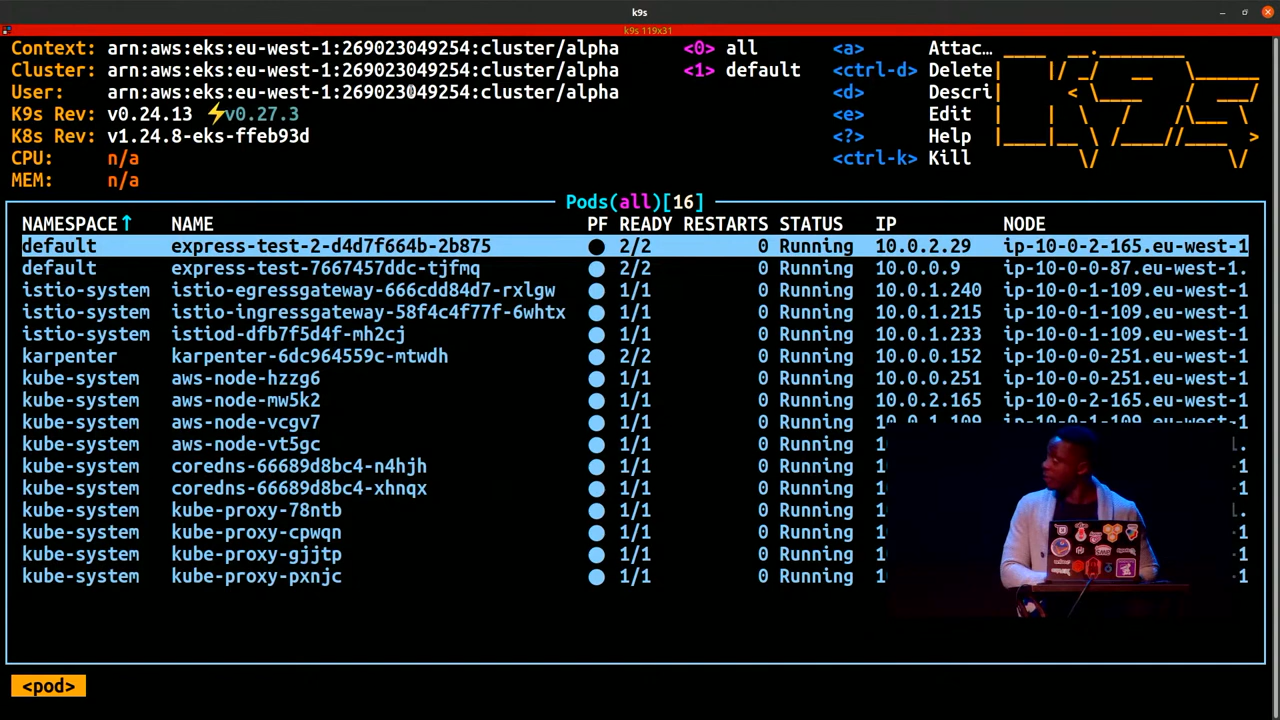 k9s
k9s 119x31
Context: arn:aws:eks:eu-west-1:269023049254:cluster/alpha <0> all <a> Attac…
Cluster: arn:aws:eks:eu-west-1:269023049254:cluster/alpha <1> default <ctrl-d> Delete
User: arn:aws:eks:eu-west-1:269023049254:cluster/alpha <d> Descri
K9s Rev: v0.24.13 ⚡v0.27.3 <e> Edit
K8s Rev: v1.24.8-eks-ffeb93d <?> Help
CPU: n/a <ctrl-k> Kill
MEM: n/a
Pods(all)[16]
NAMESPACE↑ NAME PF READY RESTARTS STATUS IP NODE
default express-test-2-d4d7f664b-2b875 ● 2/2 0 Running 10.0.2.29 ip-10-0-2-165.eu-west-1
default express-test-7667457ddc-tjfmq ● 2/2 0 Running 10.0.0.9 ip-10-0-0-87.eu-west-1.
istio-system istio-egressgateway-666cdd84d7-rxlgw ● 1/1 0 Running 10.0.1.240 ip-10-0-1-109.eu-west-1
istio-system istio-ingressgateway-58f4c4f77f-6whtx ● 1/1 0 Running 10.0.1.215 ip-10-0-1-109.eu-west-1
istio-system istiod-dfb7f5d4f-mh2cj ● 1/1 0 Running 10.0.1.233 ip-10-0-1-109.eu-west-1
karpenter karpenter-6dc964559c-mtwdh ● 2/2 0 Running 10.0.0.152 ip-10-0-0-251.eu-west-1
kube-system aws-node-hzzg6 ● 1/1 0 Running 10.0.0.251 ip-10-0-0-251.eu-west-1
kube-system aws-node-mw5k2 ● 1/1 0 Running 10.0.2.165 ip-10-0-2-165.eu-west-1
kube-system aws-node-vcgv7 ● 1/1 0 Running 10.0.1.109 ip-10-0-1-109.eu-west-1
kube-system aws-node-vt5gc ● 1/1 0 Running
kube-system coredns-66689d8bc4-n4hjh ● 1/1 0 Running
kube-system coredns-66689d8bc4-xhnqx ● 1/1 0 Running
kube-system kube-proxy-78ntb ● 1/1 0 Running
kube-system kube-proxy-cpwqn ● 1/1 0 Running
kube-system kube-proxy-gjjtp ● 1/1 0 Running
kube-system kube-proxy-pxnjc ● 1/1 0 Running
<pod>